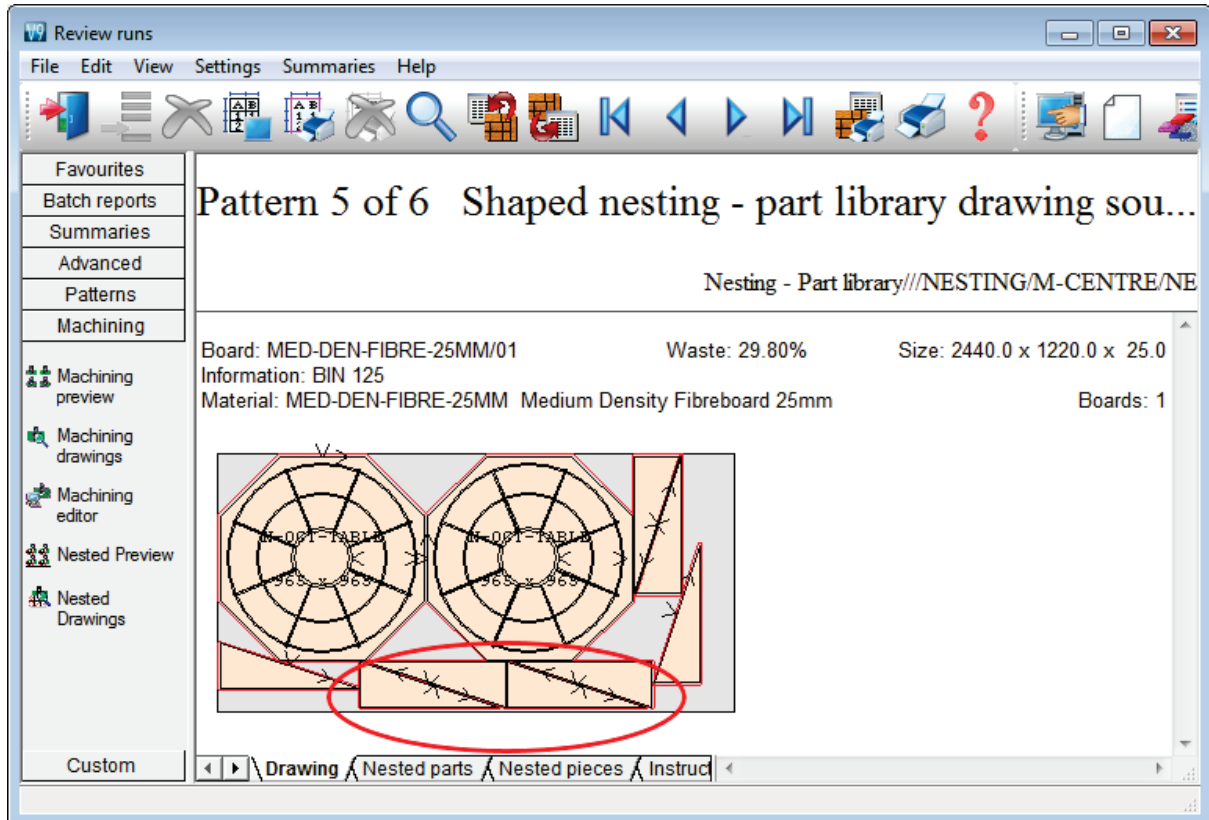 Review runs
File Edit View Settings Summaries Help
Favourites
Batch reports
Summaries
Advanced
Patterns
Machining
Machining
preview
Machining
drawings
Machining
editor
Nested Preview
Nested
Drawings
Custom
Pattern 5 of 6 Shaped nesting - part library drawing sou...
Nesting - Part library///NESTING/M-CENTRE/NE
Board: MED-DEN-FIBRE-25MM/01 Waste: 29.80% Size: 2440.0 x 1220.0 x 25.0
Information: BIN 125
Material: MED-DEN-FIBRE-25MM Medium Density Fibreboard 25mm Boards: 1
M-OCT-TABLE M-OCT-TABLE
965 x 965 965 x 965
Drawing Nested parts Nested pieces Instruct